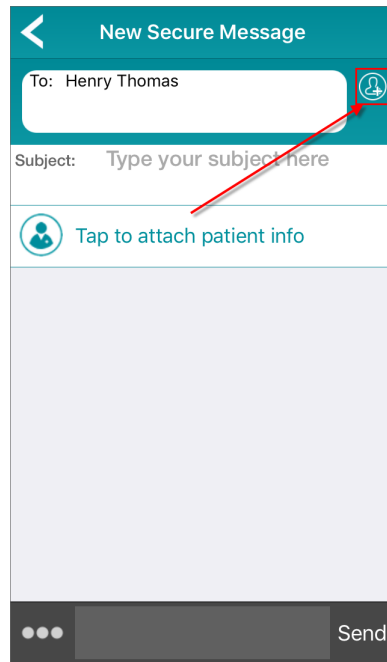 New Secure Message
To: Henry Thomas
Subject: Type your subject here
Tap to attach patient info
Send